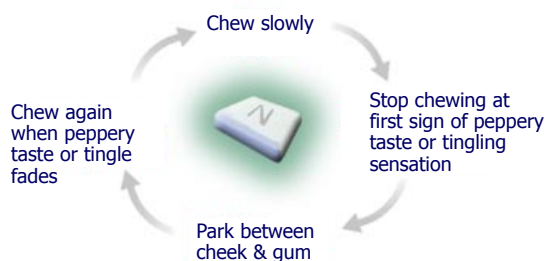 Chew slowly
Stop chewing at
first sign of peppery
taste or tingling
sensation
Park between
cheek & gum
Chew again
when peppery
taste or tingle
fades
N